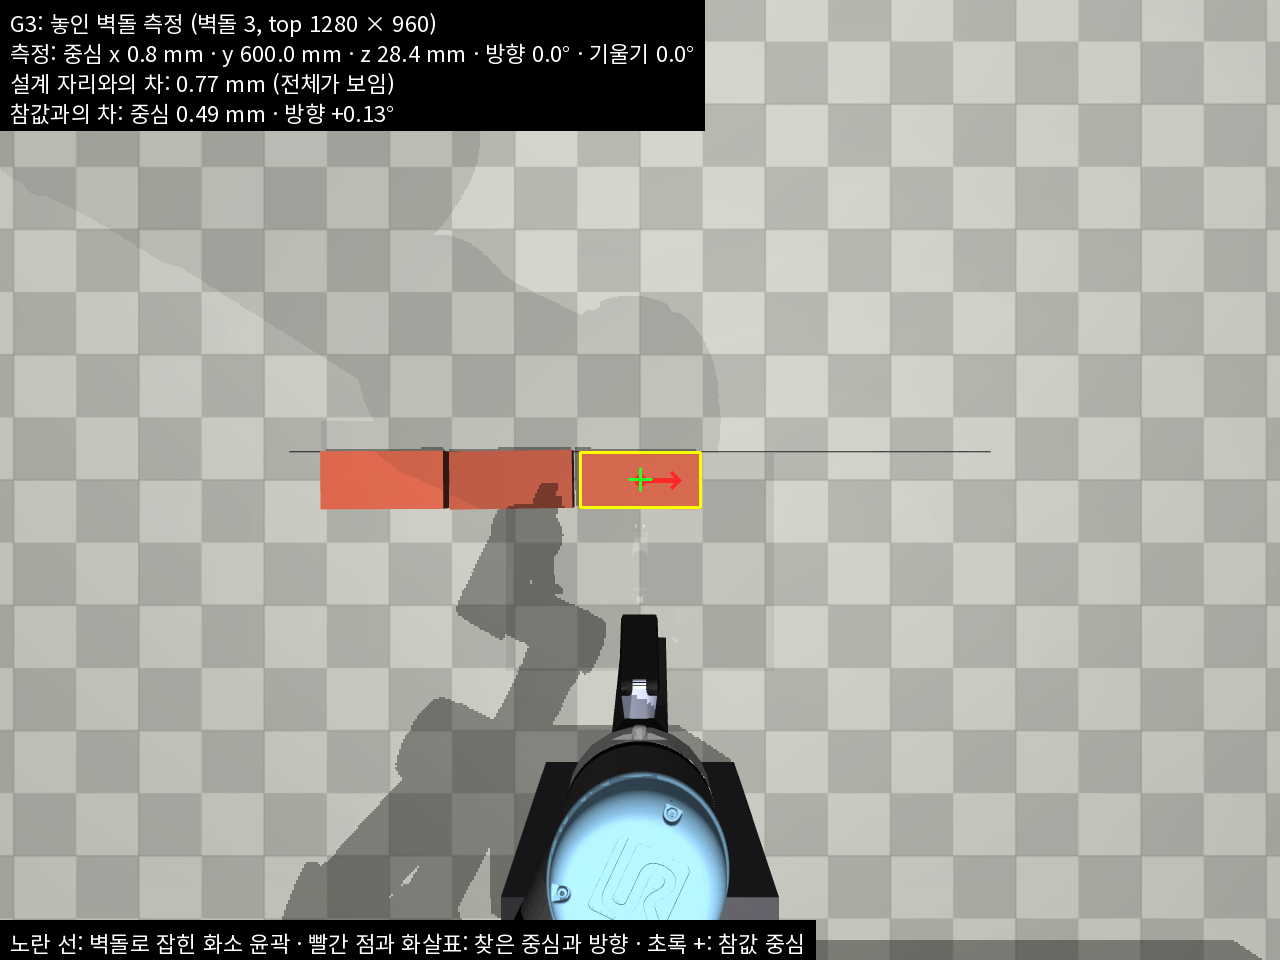 G3: 놓인 벽돌 측정 (벽돌 3, top 1280 × 960)
측정: 중심 x 0.8 mm · y 600.0 mm · z 28.4 mm · 방향 0.0° · 기울기 0.0°
설계 자리와의 차: 0.77 mm (전체가 보임)
참값과의 차: 중심 0.49 mm · 방향 +0.13°
노란 선: 벽돌로 잡힌 화소 윤곽 · 빨간 점과 화살표: 찾은 중심과 방향 · 초록 +: 참값 중심